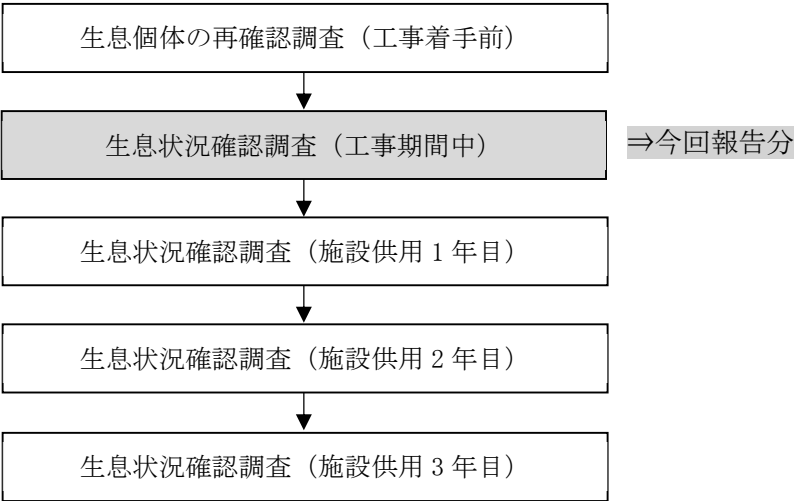 生息個体の再確認調査（工事着手前）
生息状況確認調査（工事期間中）
⇒今回報告分
生息状況確認調査（施設供用 1 年目）
生息状況確認調査（施設供用 2 年目）
生息状況確認調査（施設供用 3 年目）